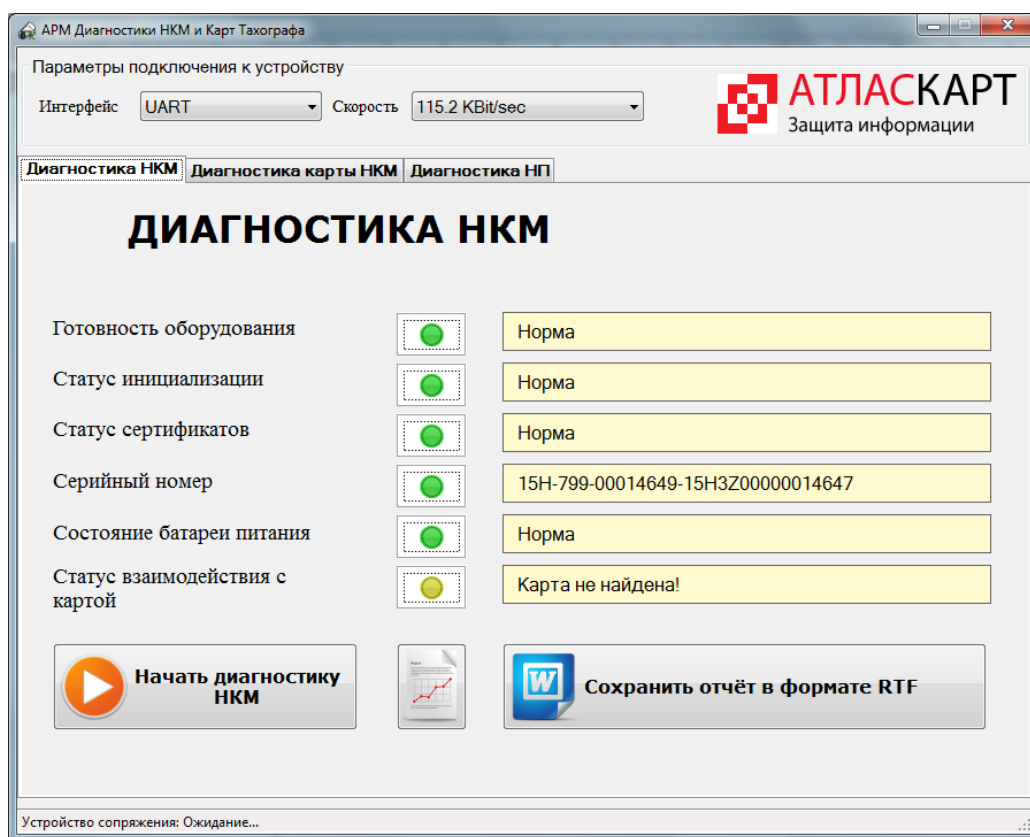 АРМ Диагностики НКМ и Карт Тахографа
Параметры подключения к устройству
Интерфейс UART Скорость 115.2 KBit/sec
АТЛАСКАРТ
Защита информации
Диагностика НКМ Диагностика карты НКМ Диагностика НП
ДИАГНОСТИКА НКМ
Готовность оборудования Норма
Статус инициализации Норма
Статус сертификатов Норма
Серийный номер 15Н-799-00014649-15Н3Z00000014647
Состояние батареи питания Норма
Статус взаимодействия с
картой
Карта не найдена!
Начать диагностику
НКМ
W
Сохранить отчёт в формате RTF
Устройство сопряжения: Ожидание...